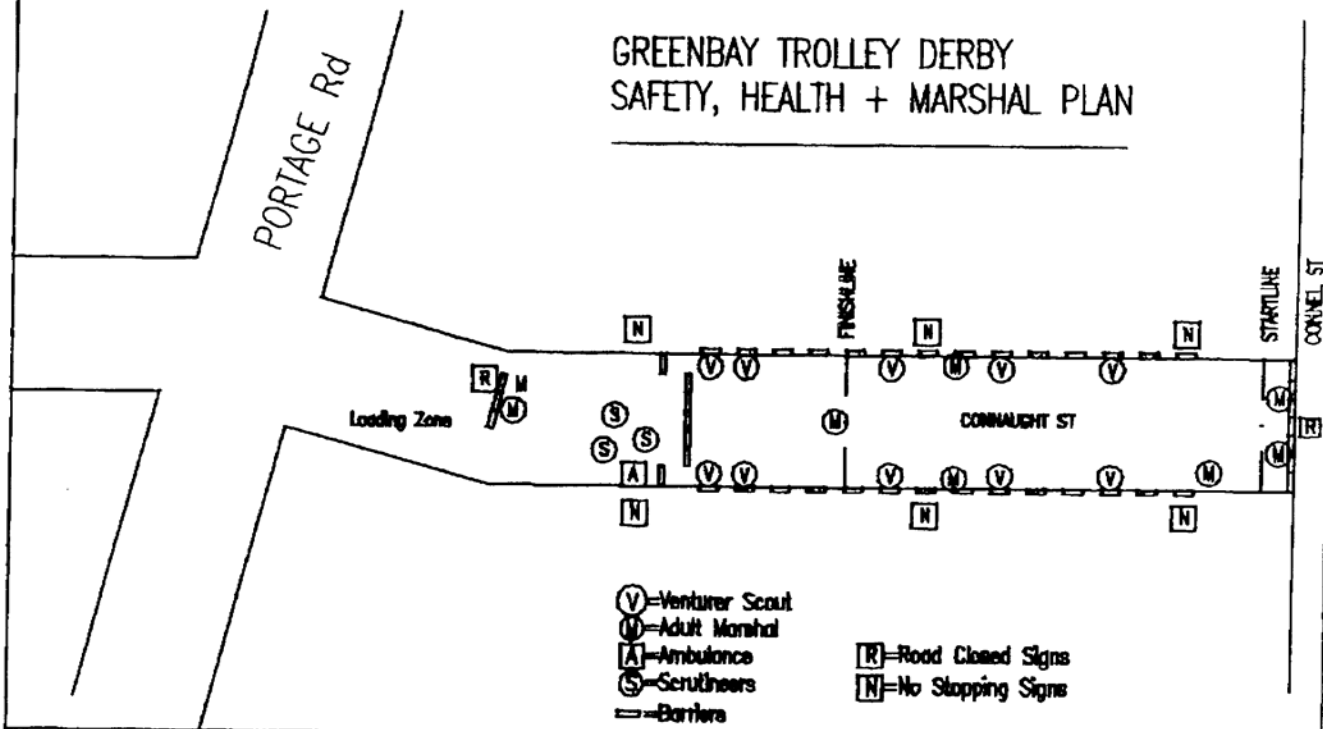 GREENBAY TROLLEY DERBY
SAFETY, HEALTH + MARSHAL PLAN
PORTAGE Rd
N
FINISHLINE
N
N
STARTLINE
CONNEL ST
V V V M V V
R M
M
Loading Zone
S
S
S
M
CONNAUGHT ST
M
R
M
A
V V V M V V M
N
N
N
V=Venturer Scout
M=Adult Marshal
A=Ambulance
S=Scrutineers
=Barriers
R=Road Closed Signs
N=No Stopping Signs